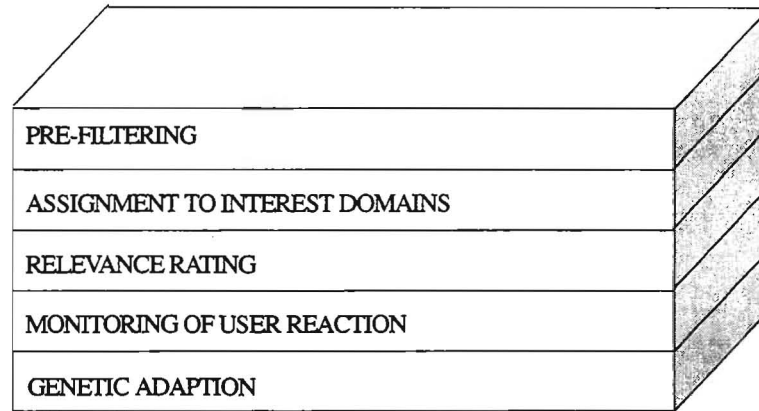 PRE-FILTERING
ASSIGNMENT TO INTEREST DOMAINS
RELEVANCE RATING
MONITORING OF USER REACTION
GENETIC ADAPTION